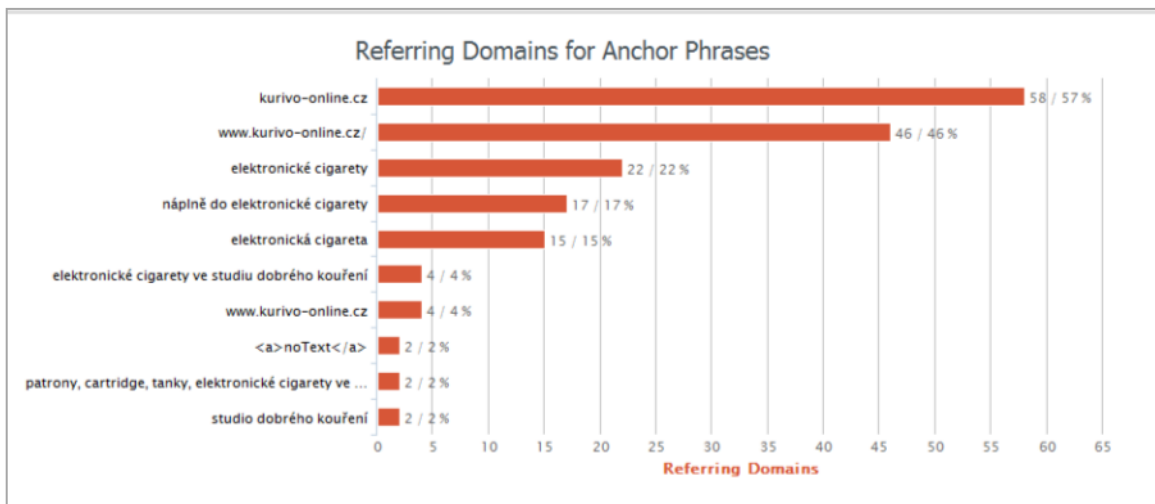 Referring Domains for Anchor Phrases
kurivo-online.cz 58 / 57 %
www.kurivo-online.cz/ 46 / 46 %
elektronické cigarety 22 / 22 %
náplně do elektronické cigarety 17 / 17 %
elektronická cigareta 15 / 15 %
elektronické cigarety ve studiu dobrého kouření 4 / 4 %
www.kurivo-online.cz 4 / 4 %
<a>noText</a> 2 / 2 %
patrony, cartridge, tanky, elektronické cigarety ve ... 2 / 2 %
studio dobrého kouření 2 / 2 %
0 5 10 15 20 25 30 35 40 45 50 55 60 65
Referring Domains